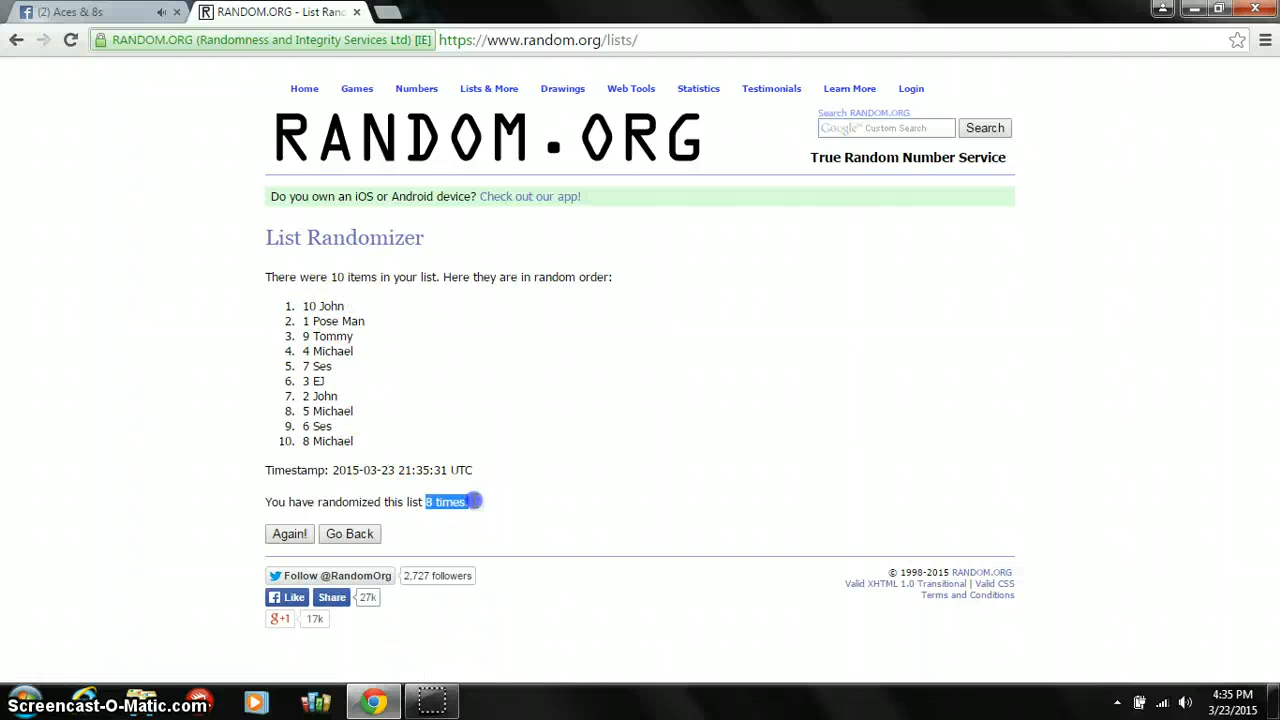 (2) Aces & 8s
RANDOM.ORG - List Ran
RANDOM.ORG (Randomness and Integrity Services Ltd) [IE] https://www.random.org/lists/
Home Games Numbers Lists & More Drawings Web Tools Statistics Testimonials Learn More Login
RANDOM.ORG
Search RANDOM.ORG
Google™ Custom Search Search
True Random Number Service
Do you own an iOS or Android device? Check out our app!
List Randomizer
There were 10 items in your list. Here they are in random order:
1. 10 John
2. 1 Pose Man
3. 9 Tommy
4. 4 Michael
5. 7 Ses
6. 3 EJ
7. 2 John
8. 5 Michael
9. 6 Ses
10. 8 Michael
Timestamp: 2015-03-23 21:35:31 UTC
You have randomized this list 8 times
Again! Go Back
Follow @RandomOrg 2,727 followers
Like Share 27k
g+1 17k
© 1998-2015 RANDOM.ORG
Valid XHTML 1.0 Transitional | Valid CSS
Terms and Conditions
Screencast-O-Matic.com
4:35 PM
3/23/2015